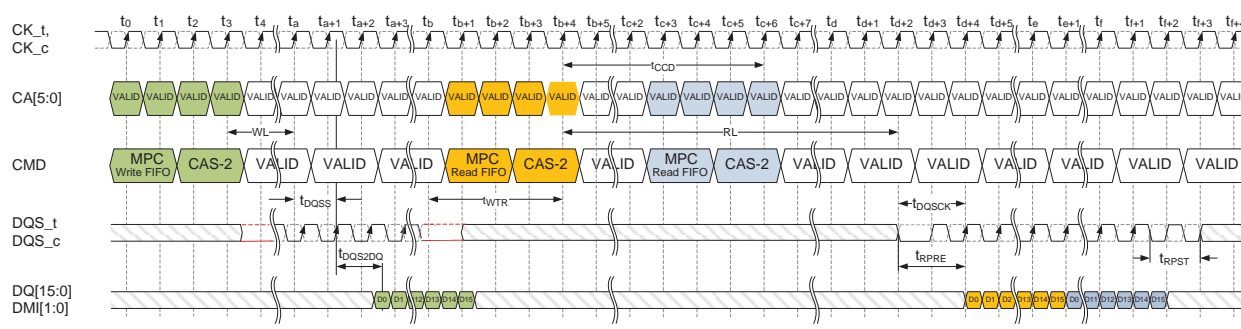 t0 t1 t2 t3 t4 ta ta+1 ta+2 ta+3 tb tb+1 tb+2 tb+3 tb+4 tb+5 tc+2 tc+3 tc+4 tc+5 tc+6 tc+7 td td+1 td+2 td+3 td+4 td+5 te te+1 tf tf+1 tf+2 tf+3 tf+4
CK_t,
CK_c
tCCD
CA[5:0] VALID VALID VALID VALID VALID VALID VALID VALID VALID VALID VALID VALID VALID VALID VALID VALID VALID VALID VALID VALID VALID VALID VALID VALID VALID VALID VALID VALID VALID VALID VALID VALID VALID VALID
WL RL
CMD MPC Write FIFO CAS-2 VALID VALID VALID MPC Read FIFO CAS-2 VALID MPC Read FIFO CAS-2 VALID VALID VALID VALID VALID VALID VALID
tDQSS tWTR tDQSCK
DQS_t
DQS_c
tDQS2DQ tRPRE tRPST
DQ[15:0] D0 D1 D13 D14 D15 D0 D1 D2 D13 D14 D15 D0 D11 D12 D13 D14 D15
DMI[1:0]